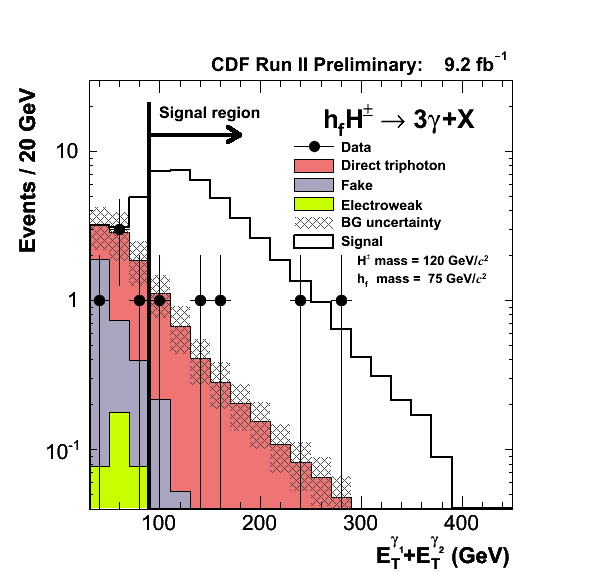 CDF Run II Preliminary: 9.2 fb⁻¹
Events / 20 GeV
Signal region
h_fH^± → 3γ+X
Data
Direct triphoton
Fake
Electroweak
BG uncertainty
Signal
H^± mass = 120 GeV/c²
h_f mass = 75 GeV/c²
10
1
10⁻¹
100 200 300 400
E_T^γ₁+E_T^γ₂ (GeV)